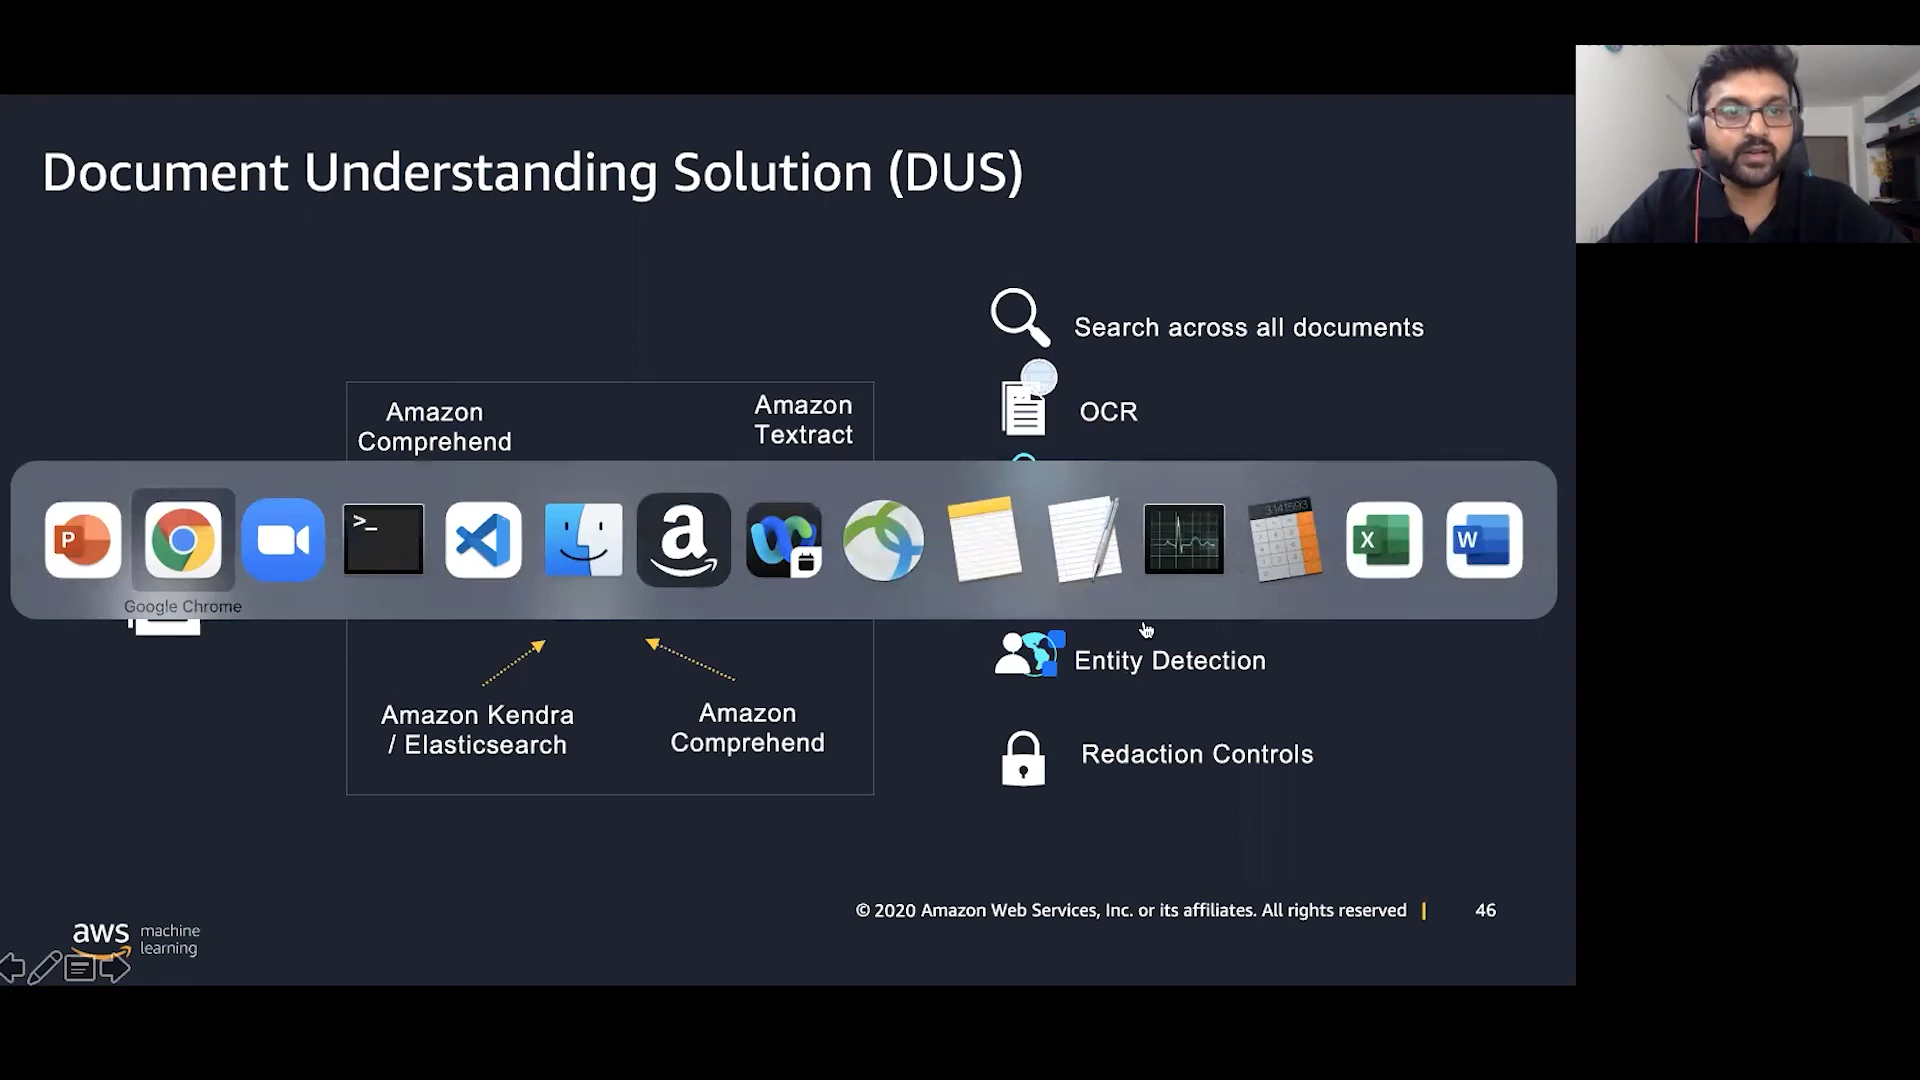 Document Understanding Solution (DUS)
Search across all documents
OCR
Amazon
Comprehend
Amazon
Textract
P
>_
a
3.141593
X
W
Google Chrome
Entity Detection
Amazon Kendra
/ Elasticsearch
Amazon
Comprehend
Redaction Controls
© 2020 Amazon Web Services, Inc. or its affiliates. All rights reserved
46
aws
machine
learning